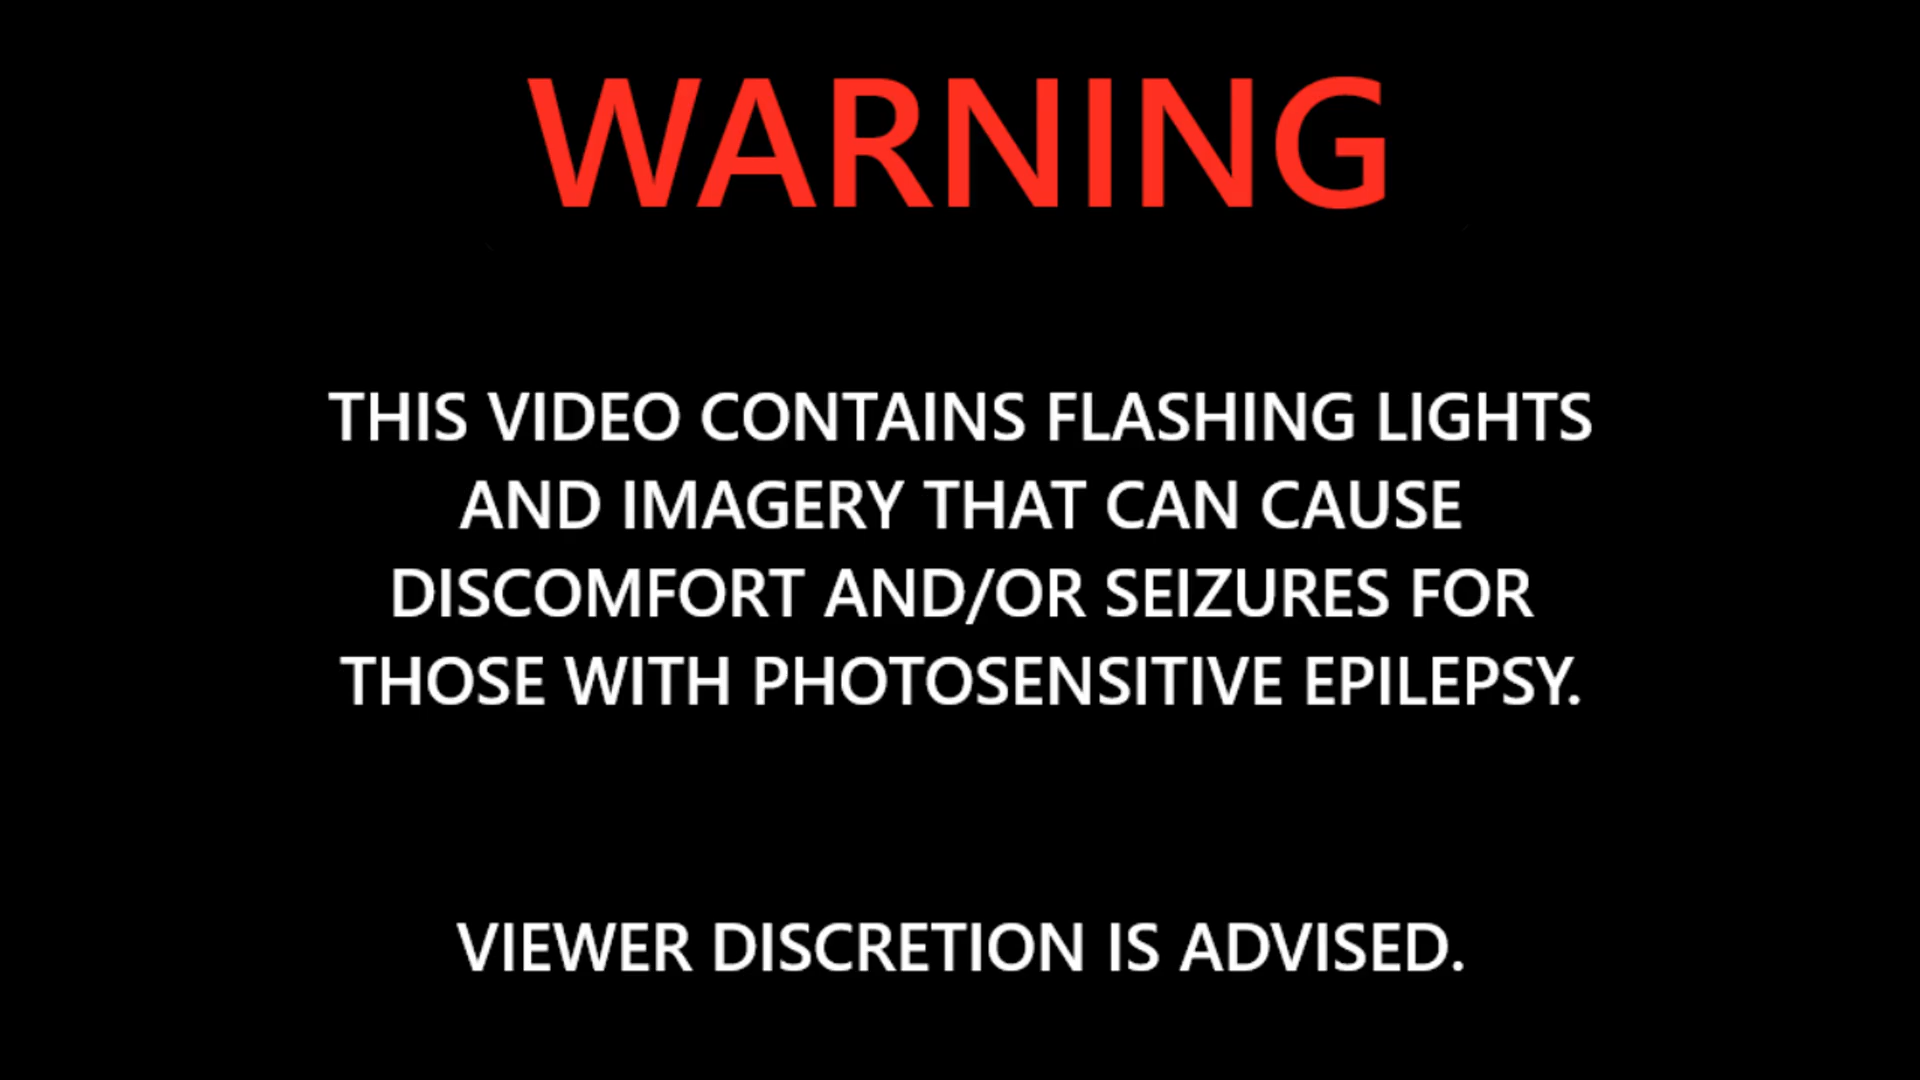 WARNING
THIS VIDEO CONTAINS FLASHING LIGHTS
AND IMAGERY THAT CAN CAUSE
DISCOMFORT AND/OR SEIZURES FOR
THOSE WITH PHOTOSENSITIVE EPILEPSY.
VIEWER DISCRETION IS ADVISED.